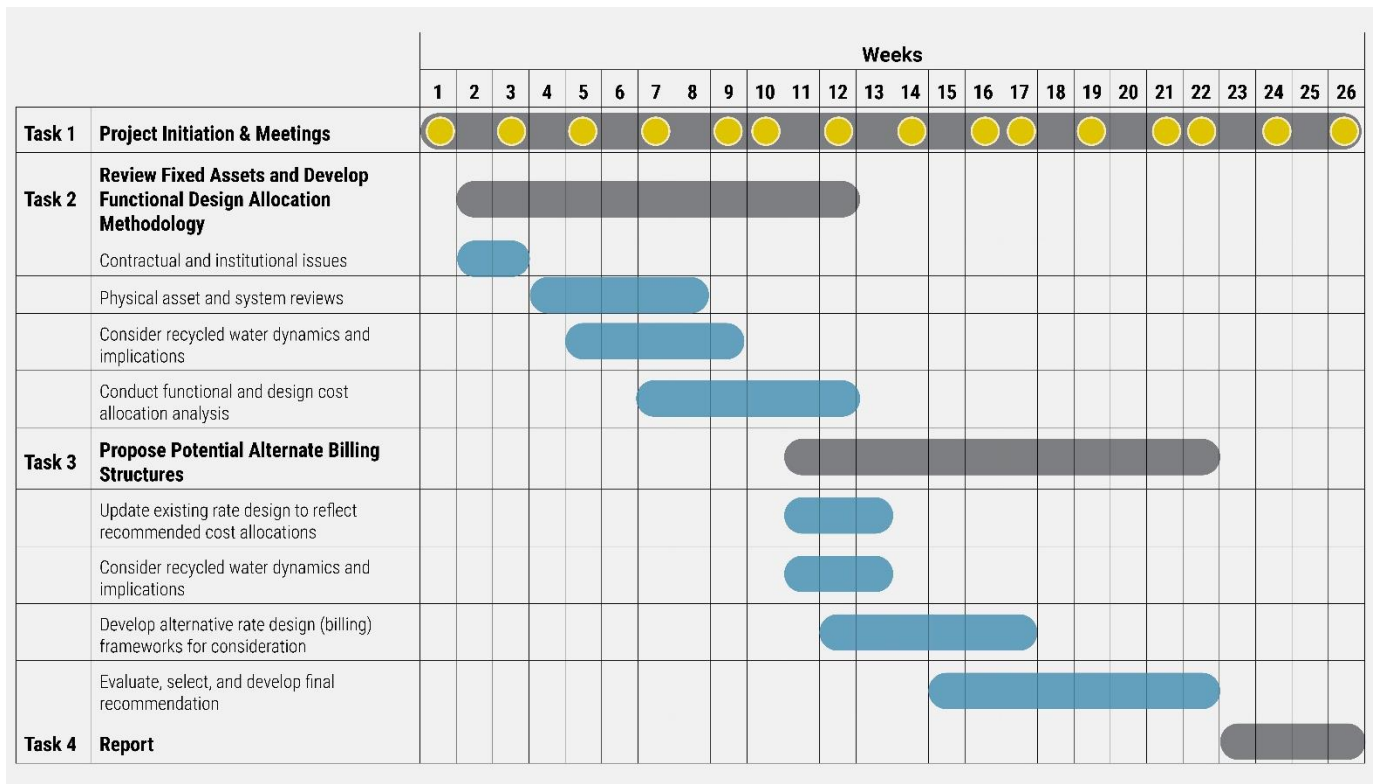 Weeks
1 2 3 4 5 6 7 8 9 10 11 12 13 14 15 16 17 18 19 20 21 22 23 24 25 26
Task 1 Project Initiation & Meetings
Review Fixed Assets and Develop
Task 2 Functional Design Allocation
Methodology
Contractual and institutional issues
Physical asset and system reviews
Consider recycled water dynamics and
implications
Conduct functional and design cost
allocation analysis
Task 3 Propose Potential Alternate Billing
Structures
Update existing rate design to reflect
recommended cost allocations
Consider recycled water dynamics and
implications
Develop alternative rate design (billing)
frameworks for consideration
Evaluate, select, and develop final
recommendation
Task 4 Report